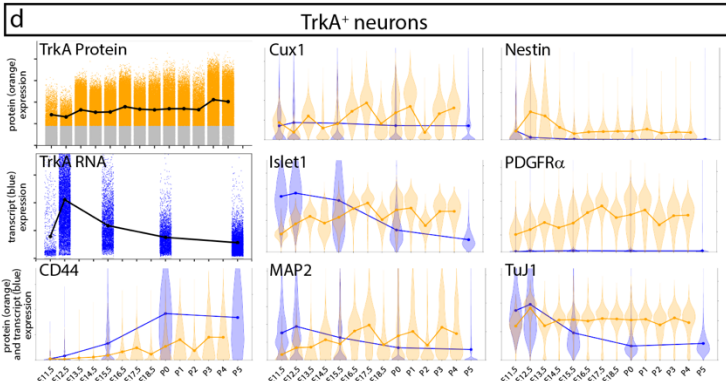 d
TrkA⁺ neurons
TrkA Protein
Cux1
Nestin
protein (orange)
expression
TrkA RNA
Islet1
PDGFRα
transcript (blue)
expression
CD44
MAP2
TuJ1
protein (orange)
and transcript (blue)
expression
E11.5 E12.5 E13.5 E14.5 E15.5 E16.5 E17.5 E18.5 P0 P1 P2 P3 P4 P5
E11.5 E12.5 E13.5 E14.5 E15.5 E16.5 E17.5 E18.5 P0 P1 P2 P3 P4 P5
E11.5 E12.5 E13.5 E14.5 E15.5 E16.5 E17.5 E18.5 P0 P1 P2 P3 P4 P5